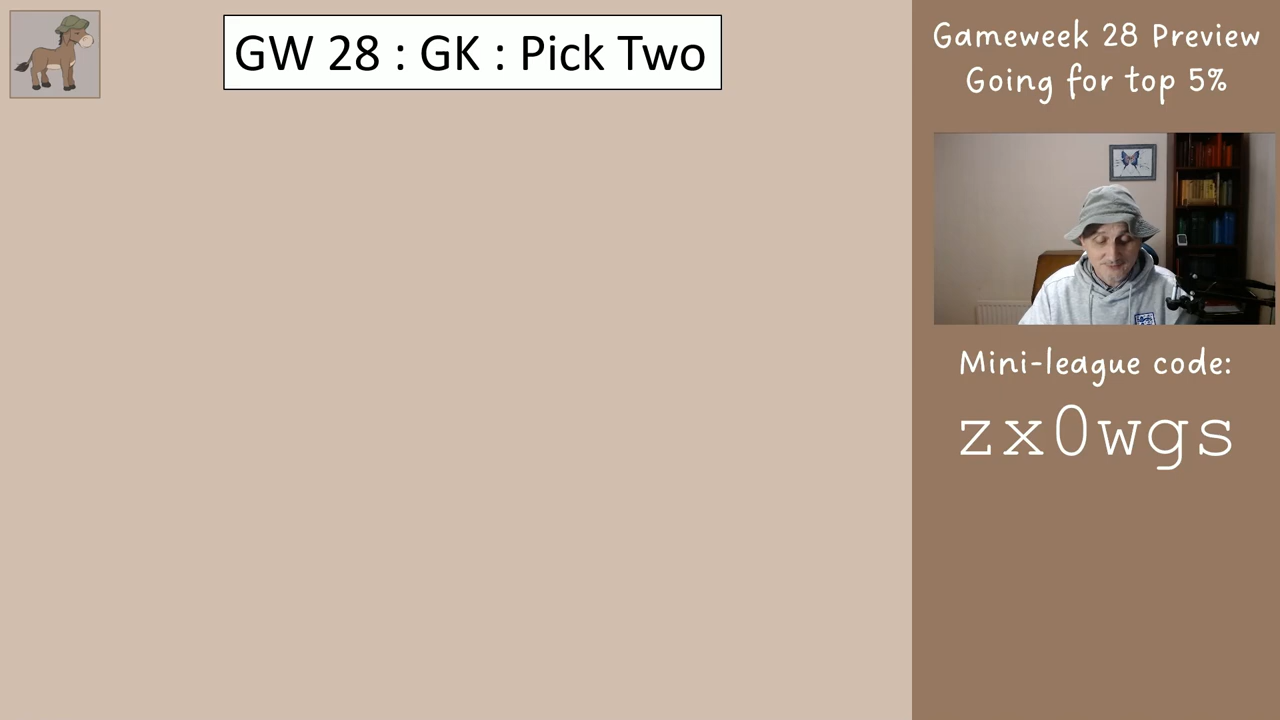 GW 28 : GK : Pick Two
Gameweek 28 Preview
Going for top 5%
Mini-league code:
zx0wgs